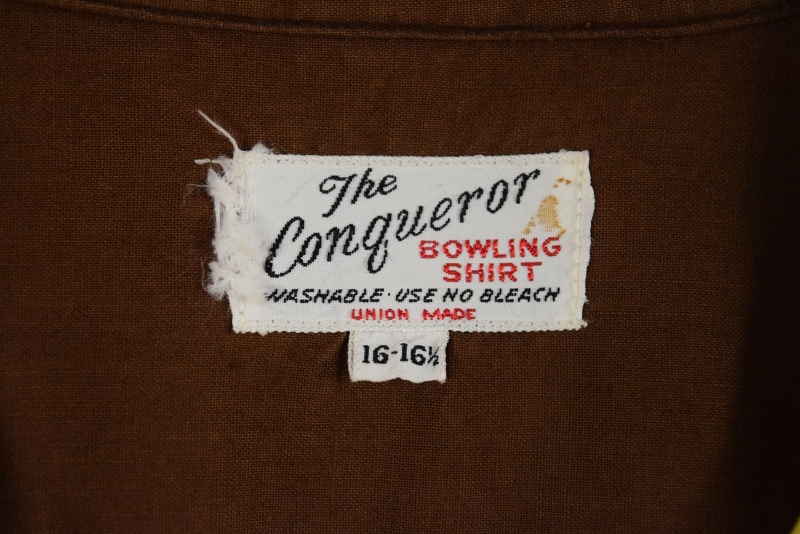 The
Conqueror
BOWLING
SHIRT
WASHABLE · USE NO BLEACH
UNION MADE
16-16½